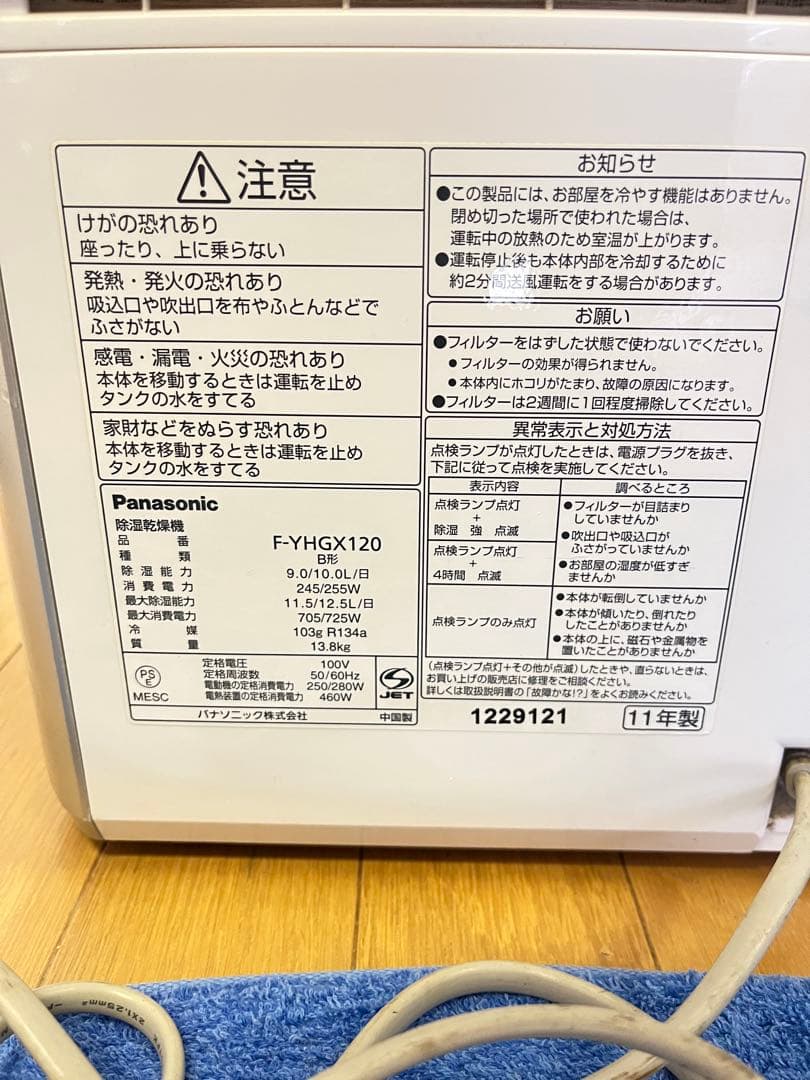 注意
けがの恐れあり
座ったり、上に乗らない
発熱・発火の恐れあり
吸込口や吹出口を布やふとんなどで
ふさがない
感電・漏電・火災の恐れあり
本体を移動するときは運転を止め
タンクの水をすてる
家財などをぬらす恐れあり
本体を移動するときは運転を止め
タンクの水をすてる
Panasonic
除湿乾燥機
品番 F-YHGX120
種類 B形
除湿能力 9.0/10.0L/日
消費電力 245/255W
最大除湿能力 11.5/12.5L/日
最大消費電力 705/725W
冷媒 103g R134a
質量 13.8kg
PS
E
MESC
定格電圧 100V
定格周波数 50/60Hz
電動機の定格消費電力 250/280W
電熱装置の定格消費電力 460W
S
JET
パナソニック株式会社 中国製
お知らせ
●この製品には、お部屋を冷やす機能はありません。
閉め切った場所で使われた場合は、
運転中の放熱のため室温が上がります。
●運転停止後も本体内部を冷却するために
約2分間送風運転をする場合があります。
お願い
●フィルターをはずした状態で使わないでください。
●フィルターの効果が得られません。
●本体内にホコリがたまり、故障の原因になります。
●フィルターは2週間に1回程度掃除してください。
異常表示と対処方法
点検ランプが点灯したときは、電源プラグを抜き、
下記に従って点検を実施してください。
表示内容 調べるところ
点検ランプ点灯
+
除湿 強 点滅
点検ランプ点灯
+
4時間 点滅
●フィルターが目詰まり
していませんか
●吹出口や吸込口が
ふさがっていませんか
●お部屋の湿度が低すぎ
ませんか
点検ランプのみ点灯
●本体が転倒していませんか
●本体が傾いたり、倒れたり
したことがありませんか
●本体の上に、磁石や金属物を
置いたことがありませんか
(点検ランプ点灯+その他が点滅)したときや、直らないときは、
お買い上げの販売店に修理をご相談ください。
詳しくは取扱説明書の「故障かな!?」をよくお読みください。
1229121 11年製
2X1.25mm